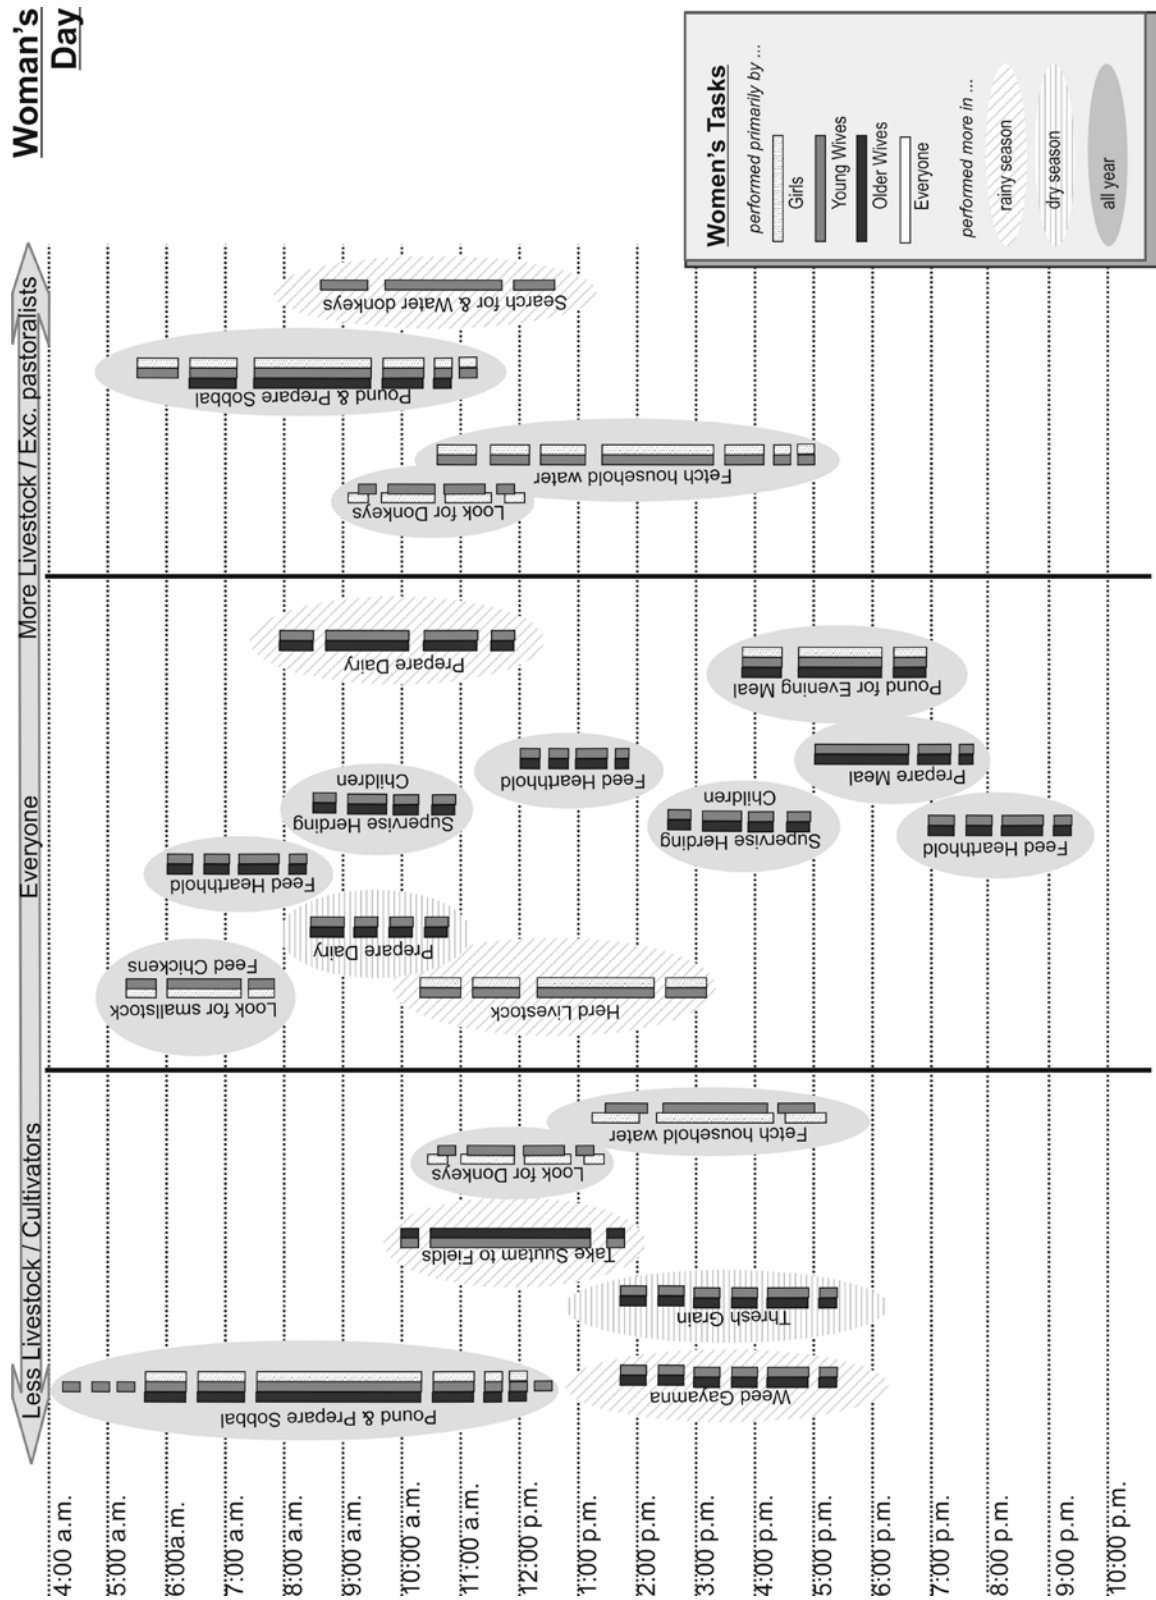 Woman's
Day
Less Livestock / Cultivators
Everyone
More Livestock / Exc. pastoralists
4:00 a.m.
5:00 a.m.
6:00a.m.
7:00 a.m.
8:00 a.m.
9:00 a.m.
10:00 a.m.
11:00 a.m.
12:00 p.m.
1:00 p.m.
2:00 p.m.
3:00 p.m.
4:00 p.m.
5:00 p.m.
6:00 p.m.
7:00 p.m.
8:00 p.m.
9:00 p.m.
10:00 p.m.
Pound & Prepare Sobbal
Weed Gayamna
Thresh Grain
Take Suutam to Fields
Look for Donkeys
Fetch household water
Look for smallstock
Feed Chickens
Herd Livestock
Prepare Dairy
Feed Hearthhold
Supervise Herding
Children
Feed Hearthhold
Supervise Herding
Children
Feed Hearthhold
Prepare Meal
Pound for Evening Meal
Prepare Dairy
Look for Donkeys
Fetch household water
Pound & Prepare Sobbal
Search for & Water donkeys
Women's Tasks
performed primarily by ...
Girls
Young Wives
Older Wives
Everyone
performed more in ...
rainy season
dry season
all year